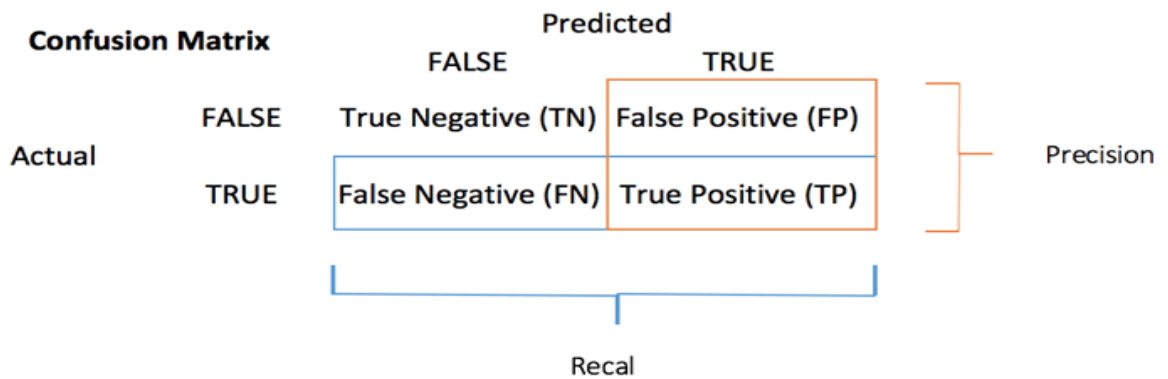 Confusion Matrix
Predicted
FALSE TRUE
FALSE True Negative (TN) False Positive (FP)
Actual
Precision
TRUE False Negative (FN) True Positive (TP)
Recal